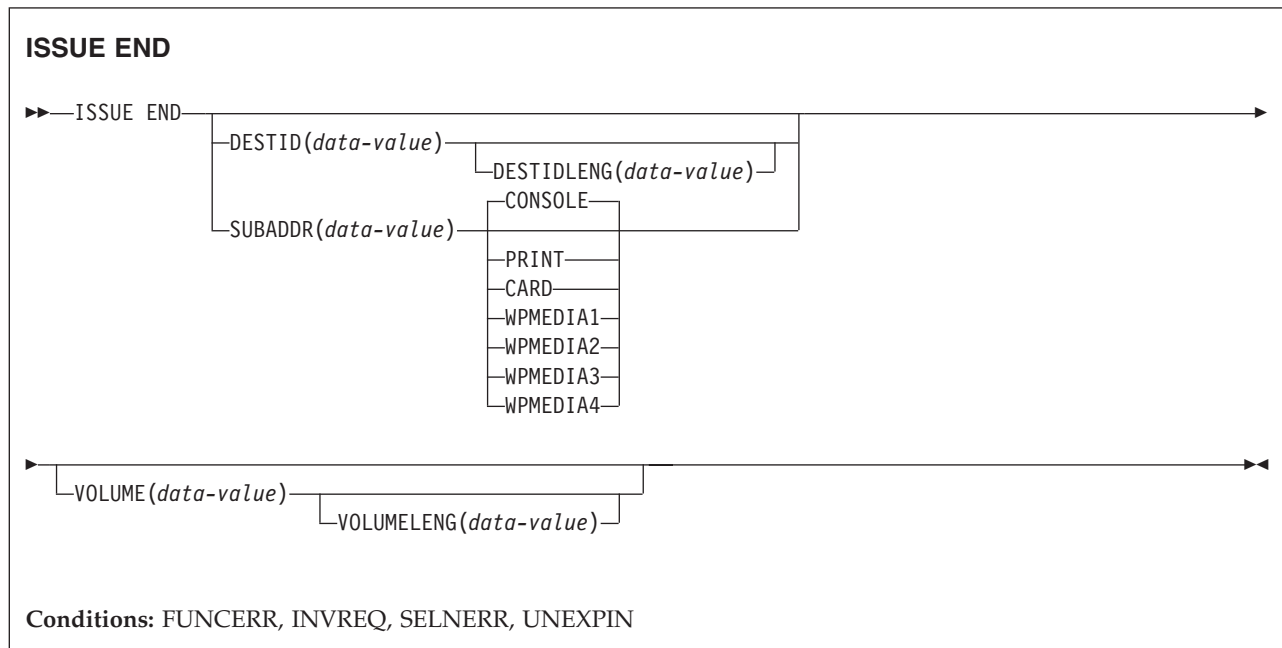 ISSUE END
ISSUE END
DESTID(data-value)
DESTIDLENG(data-value)
CONSOLE
SUBADDR(data-value)
PRINT
CARD
WPMEDIA1
WPMEDIA2
WPMEDIA3
WPMEDIA4
VOLUME(data-value)
VOLUMELENG(data-value)
Conditions: FUNCERR, INVREQ, SELNERR, UNEXPIN